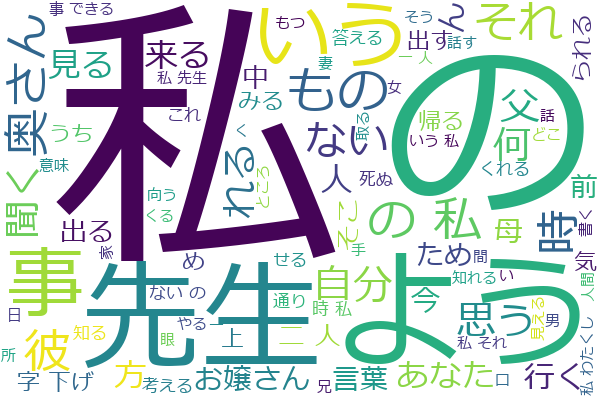 事 できる
そう
もつ
答える
話す
一 人
それ
私
いう
の
ん
出す
られる
奥さん
見る
来る
中
妻
私 先生
みる
もの
女
これ
取る
父
帰る
話
うち
れる
ない
何
いう 私
どこ
く
人
死ぬ
くれる
聞く
意味
向う
ところ
の 私
前
時
出る
くる
そこ
母
書く
家
め
せる
ため
間
気
事
先生
よう
手
自分
今
知れる
い
人間
ない の
通り
時 私
日
知る
やる
一
二 人
思う
見える
彼
眼
上
男
方
私 それ
所
字 下げ
考える
お嬢さん
兄
言葉
あなた
口
行く
私 わたくし